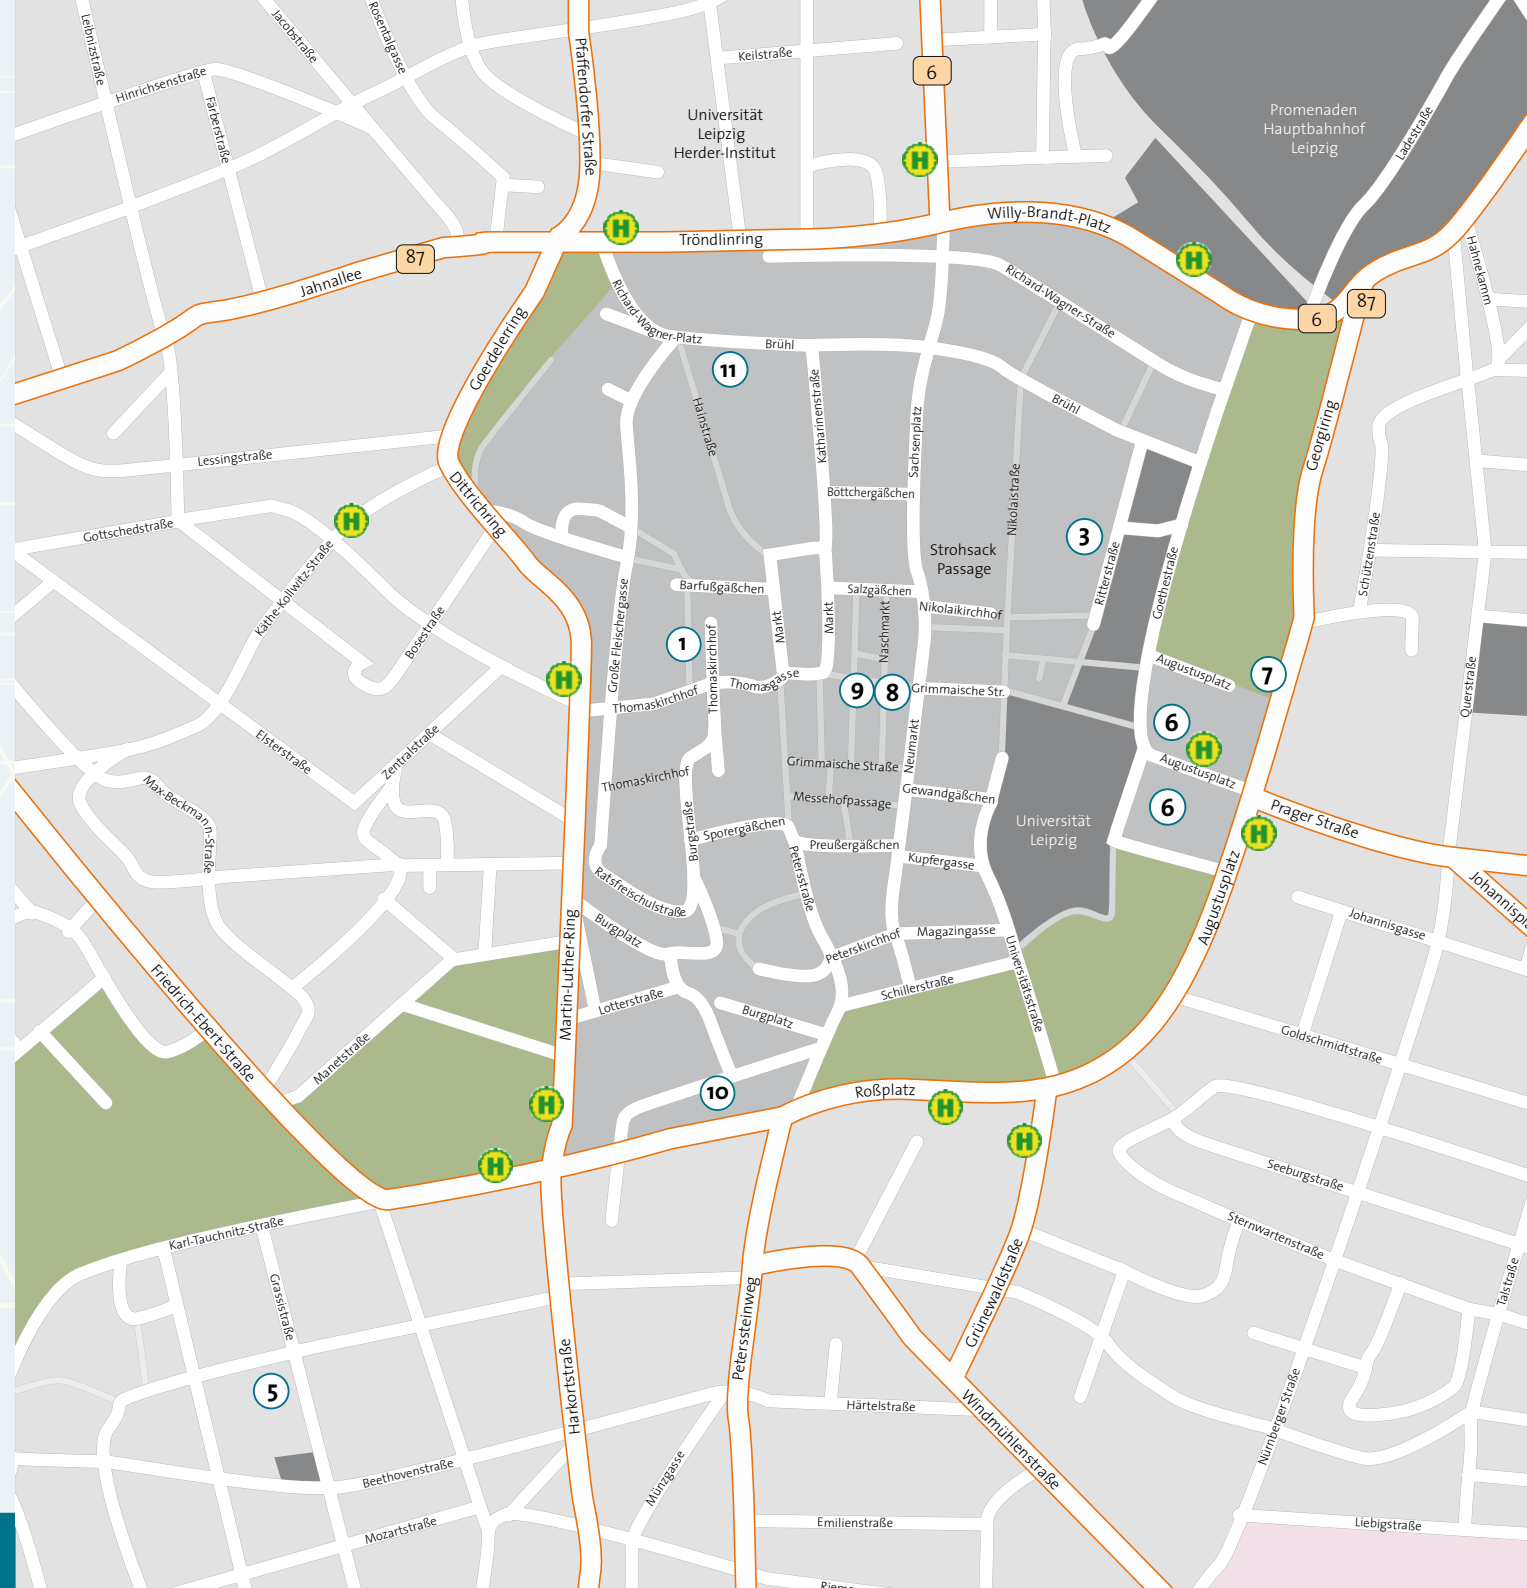 Leibnizstraße
Jacobstraße
Rosentalgasse
Hinrichsenstraße
Färberstraße
Pfaffendorfer Straße
Keilstraße
6
H
Universität
Leipzig
Herder-Institut
Promenaden
Hauptbahnhof
Leipzig
Ladestraße
H
Tröndlinring
Willy-Brandt-Platz
H
87
Jahnallee
Hahnekamm
6
87
Richard-Wagner-Platz
Richard-Wagner-Straße
Goerdelerring
Brühl
11
Brühl
Hainstraße
Katharinenstraße
Sachsenplatz
Nikolaistraße
Georgiring
Lessingstraße
Dittrichring
Böttchergäßchen
H
Gottschedstraße
Käthe-Kollwitz-Straße
Bosestraße
Strohsack
Passage
3
Ritterstraße
Goethestraße
Schützenstraße
Große Fleischergasse
Barfußgäßchen
Salzgäßchen
Nikolaikirchhof
Markt
Markt
Naschmarkt
1
Thomaskirchhof
Thomasgasse
Thomaskirchhof
H
9
8
Grimmaische Str.
Augustusplatz
7
Querstraße
6
H
Augustusplatz
6
Elsterstraße
Zentralstraße
Max-Beckmann-Straße
Thomaskirchhof
Grimmaische Straße
Messehofpassage
Neumarkt
Gewandgäßchen
Universität
Leipzig
Prager Straße
H
Burgstraße
Sporergäßchen
Preußergäßchen
Kupfergasse
Petersstraße
Ratsfreischulstraße
Burgplatz
Martin-Luther-Ring
Peterskirchhof
Magazingasse
Universitätsstraße
Augustusplatz
Johannisgasse
Friedrich-Ebert-Straße
Lotterstraße
Burgplatz
Schillerstraße
Manetstraße
Goldschmidtstraße
H
10
Roßplatz
H
H
H
Seeburgstraße
Sternwartenstraße
Karl-Tauchnitz-Straße
Grassistraße
Talstraße
Grünewaldstraße
Peterssteinweg
Harkortstraße
5
Härtelstraße
Windmühlenstraße
Nürnberger Straße
Beethovenstraße
Münzgasse
Mozartstraße
Emilienstraße
Liebigstraße